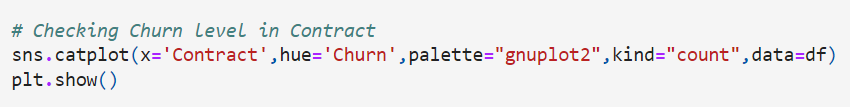 # Checking Churn level in Contract
sns.catplot(x='Contract',hue='Churn',palette="gnuplot2",kind="count",data=df)
plt.show()